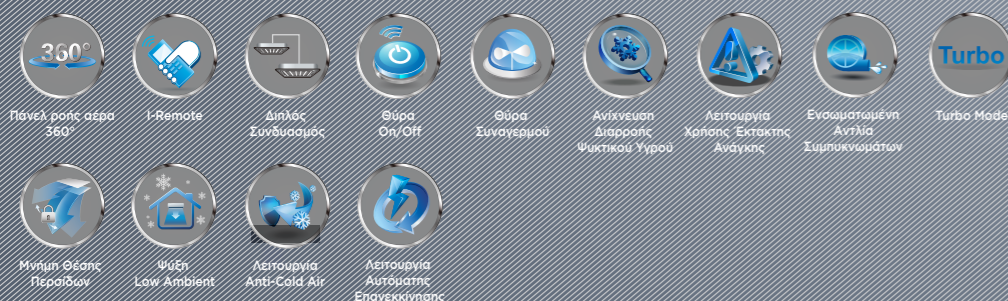 360°
Turbo
Πάνελ ροής αέρα
360°
I-Remote
Διπλός
Συνδυασμός
Θύρα
On/Off
Θύρα
Συναγερμού
Ανίχνευση
Διαρροής
Ψυκτικού Υγρού
Λειτουργία
Χρήσης Έκτακτης
Ανάγκης
Ενσωματωμένη
Αντλία
Συμπυκνωμάτων
Turbo Mode
Μνήμη Θέσης
Περσίδων
Ψύξη
Low Ambient
Λειτουργία
Anti-Cold Air
Λειτουργία
Αυτόματης
Επανεκκίνησης